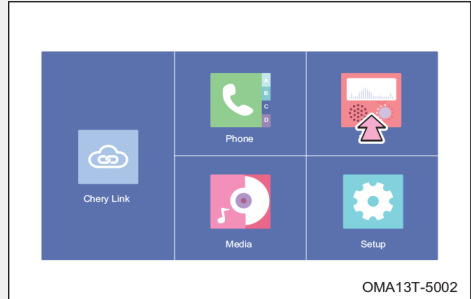 A
B
C
D
Phone
Chery Link
Media
Setup
OMA13T-5002